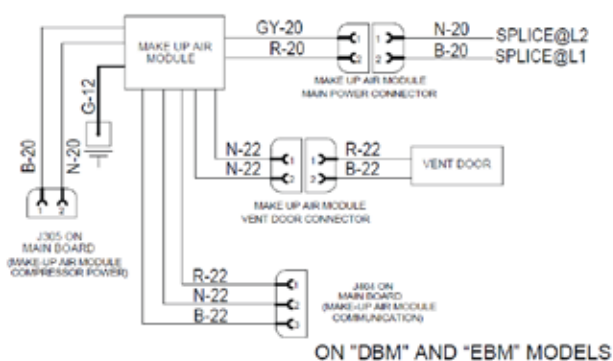 GY-20
N-20
SPLICE@L2
MAKE UP AIR
MODULE
1
1
R-20
B-20
SPLICE@L1
2
2
MAKE UP AIR MODULE
MAIN POWER CONNECTOR
G-12
B-20
N-20
N-22
R-22
1
1
VENT DOOR
N-22
B-22
2
2
MAKE UP AIR MODULE
VENT DOOR CONNECTOR
1 2
J305 ON
MAIN BOARD
(MAKE-UP AIR MODULE
COMPRESSOR POWER)
R-22
N-22
2
B-22
ON
MAIN BOARD
(MAKE-UP AIR MODULE
COMMUNICATION)
ON "DBM" AND "EBM" MODELS